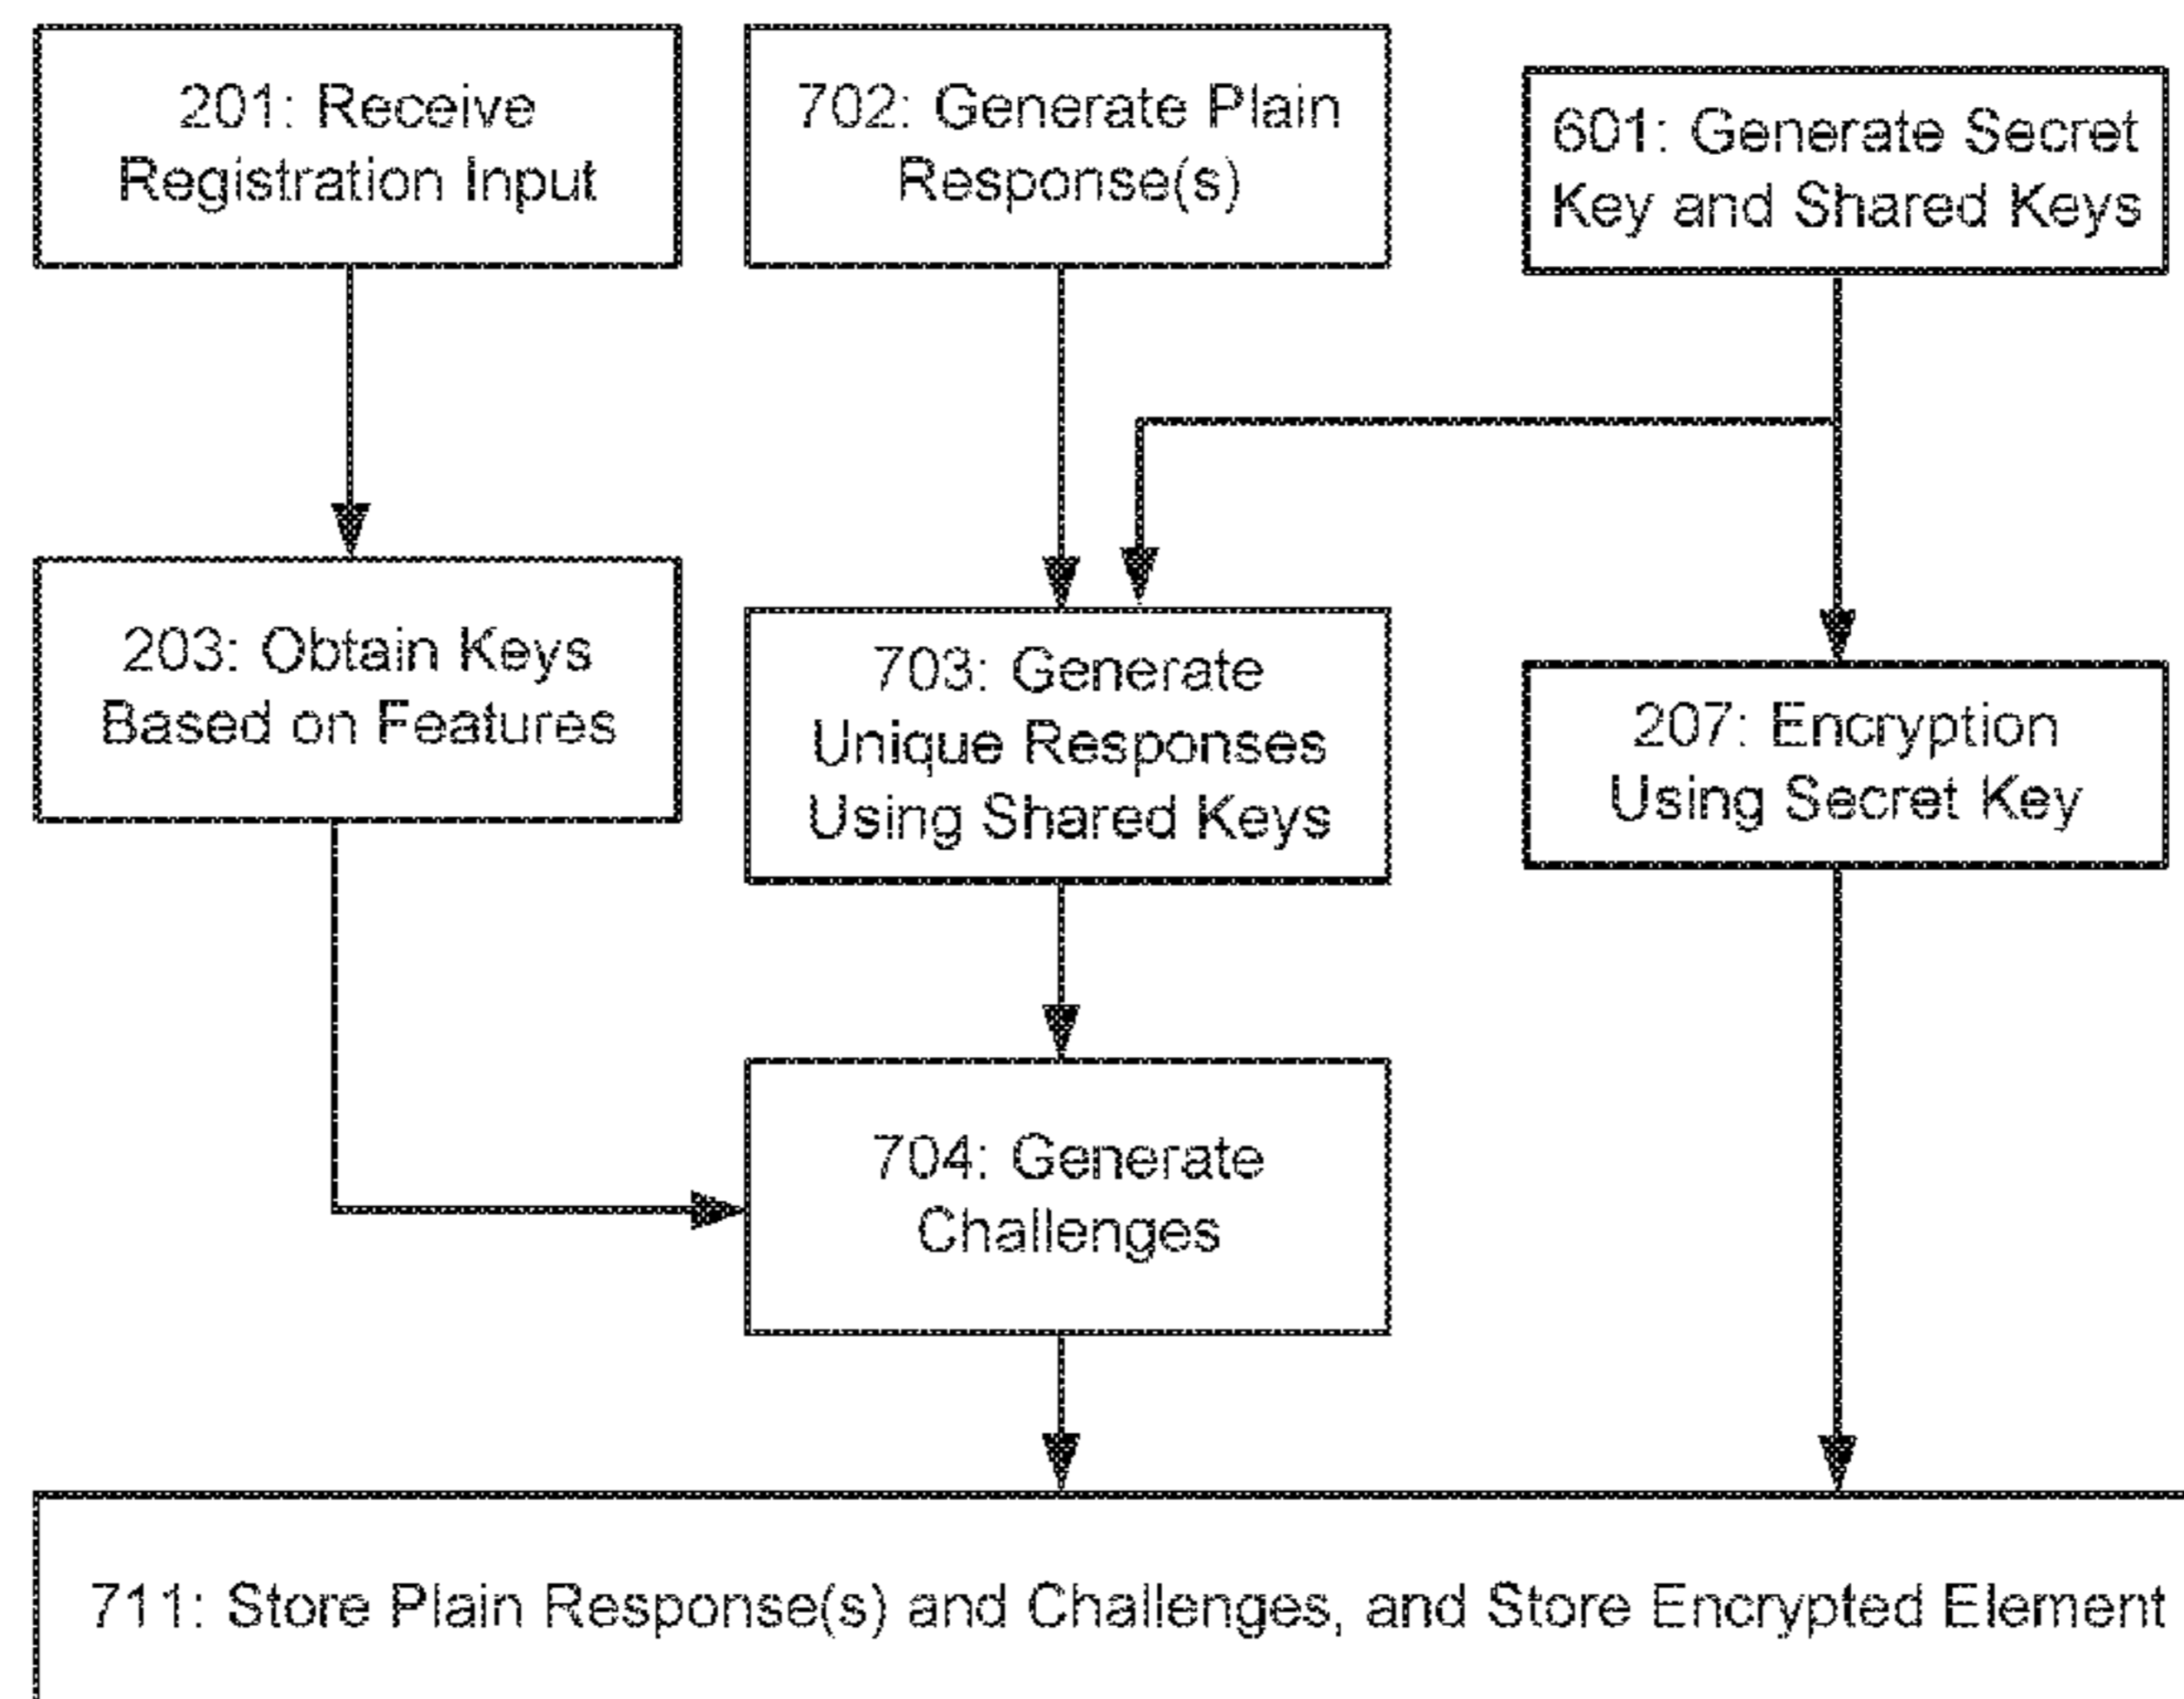 201: Receive
Registration Input
702: Generate Plain
Response(s)
601: Generate Secret
Key and Shared Keys
203: Obtain Keys
Based on Features
703: Generate
Unique Responses
Using Shared Keys
207: Encryption
Using Secret Key
704: Generate
Challenges
711: Store Plain Response(s) and Challenges, and Store Encrypted Element